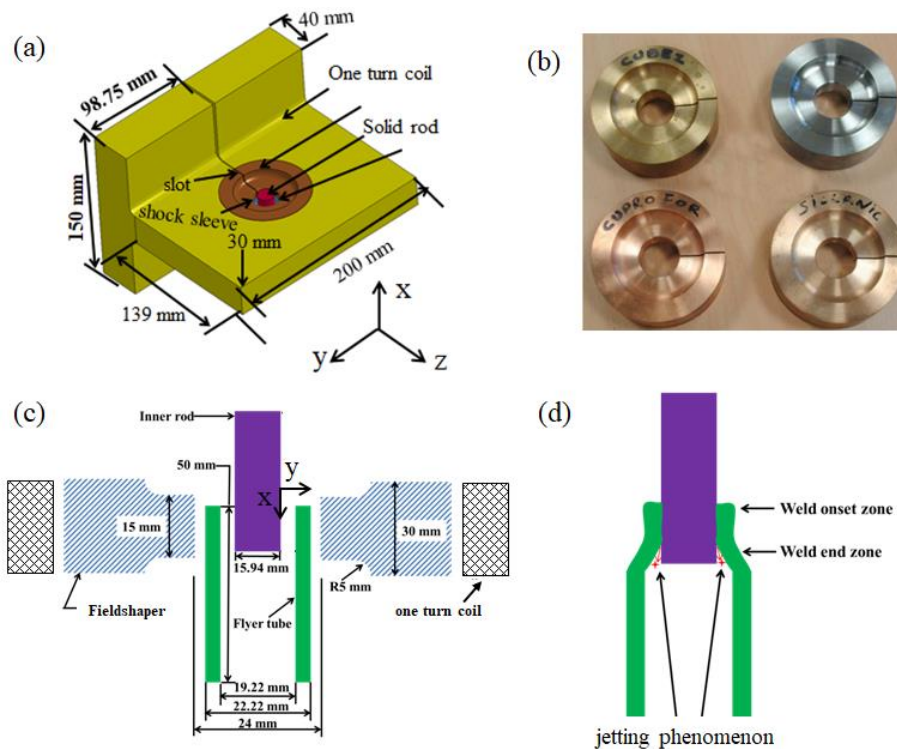 (a)
40 mm
98.75 mm
One turn coil
Solid rod
slot
shock sleeve
150 mm
30 mm
200 mm
139 mm
x
y
z
(b)
CUBE2
CUPROFOR
SICLANIC
(c)
Inner rod
50 mm
y
x
15 mm
30 mm
15.94 mm
R5 mm
Fieldshaper
Flyer tube
one turn coil
19.22 mm
22.22 mm
24 mm
(d)
Weld onset zone
Weld end zone
jetting phenomenon